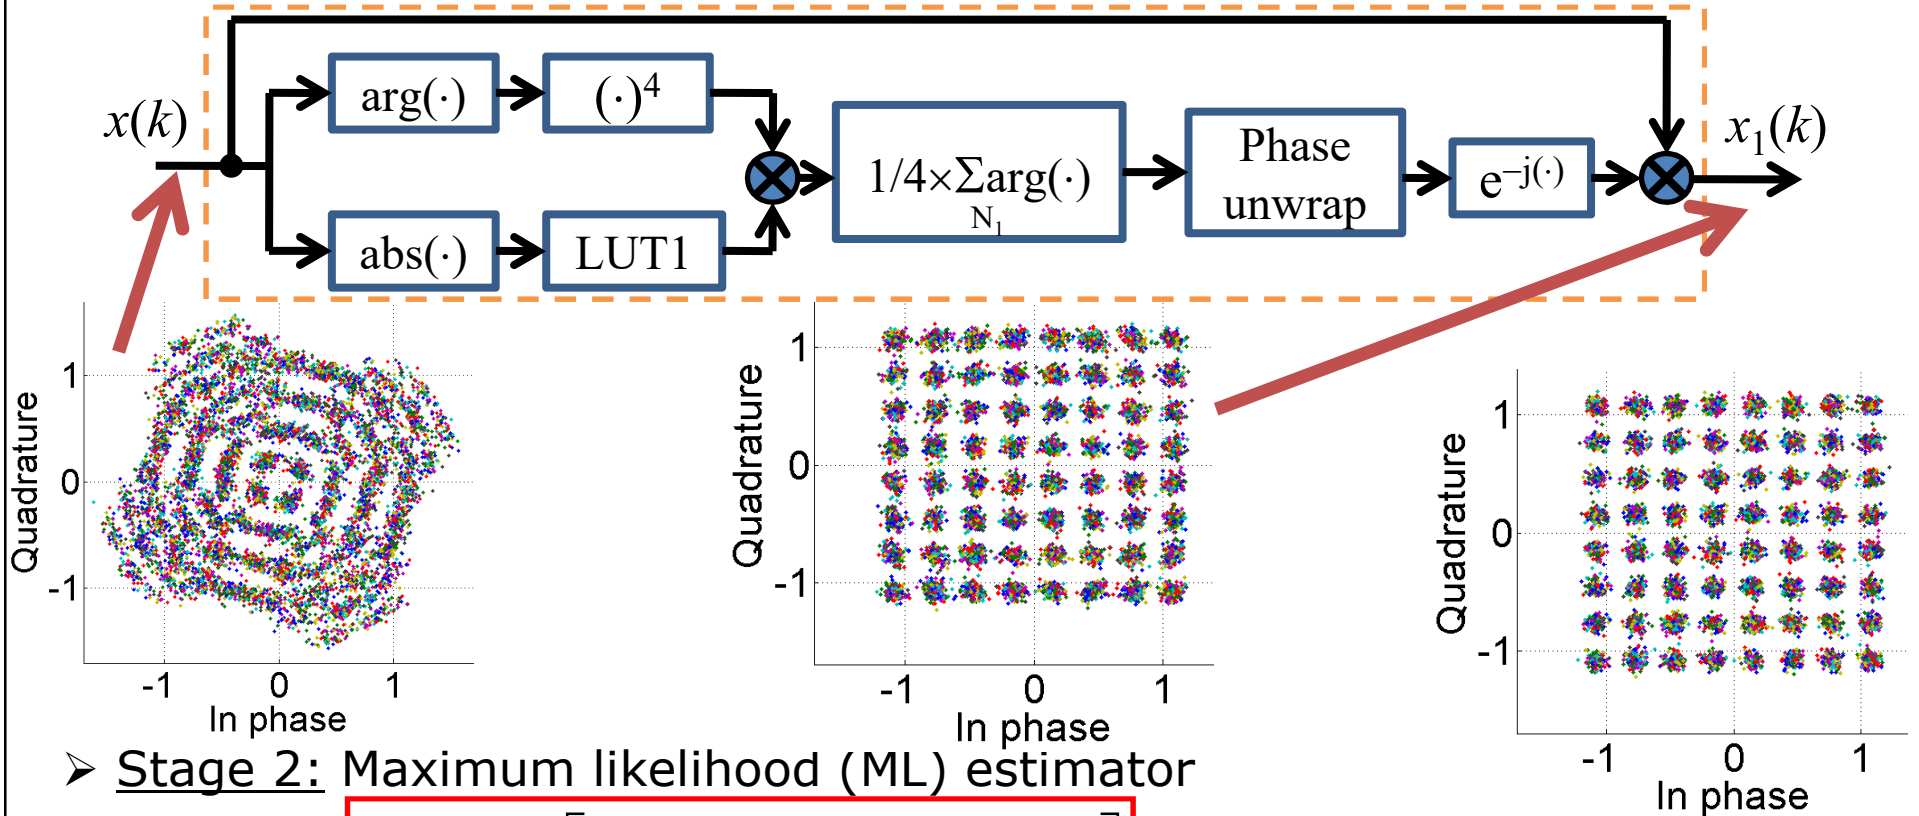 x(k)
arg(·)
(·)⁴
abs(·)
LUT1
1/4×Σarg(·)
N₁
Phase
unwrap
e⁻ʲ⁽·⁾
x₁(k)
Quadrature
1
0
-1
-1 0 1
In phase
Quadrature
1
0
-1
-1 0 1
In phase
Quadrature
1
0
-1
-1 0 1
In phase
➢ Stage 2: Maximum likelihood (ML) estimator